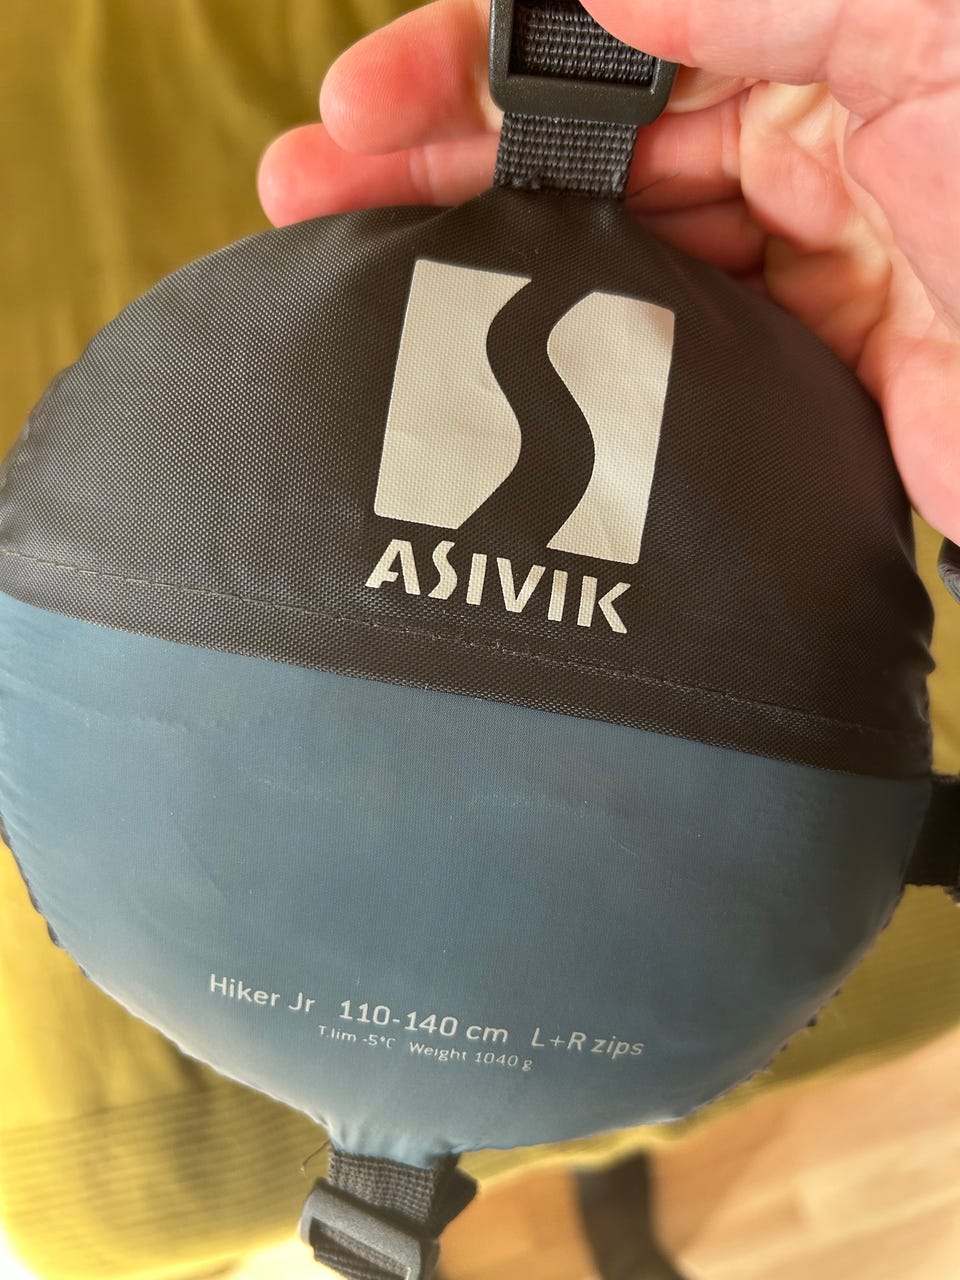 ASIVIK
Hiker Jr 110-140 cm L+R zips
T.lim -5°C Weight 1040 g